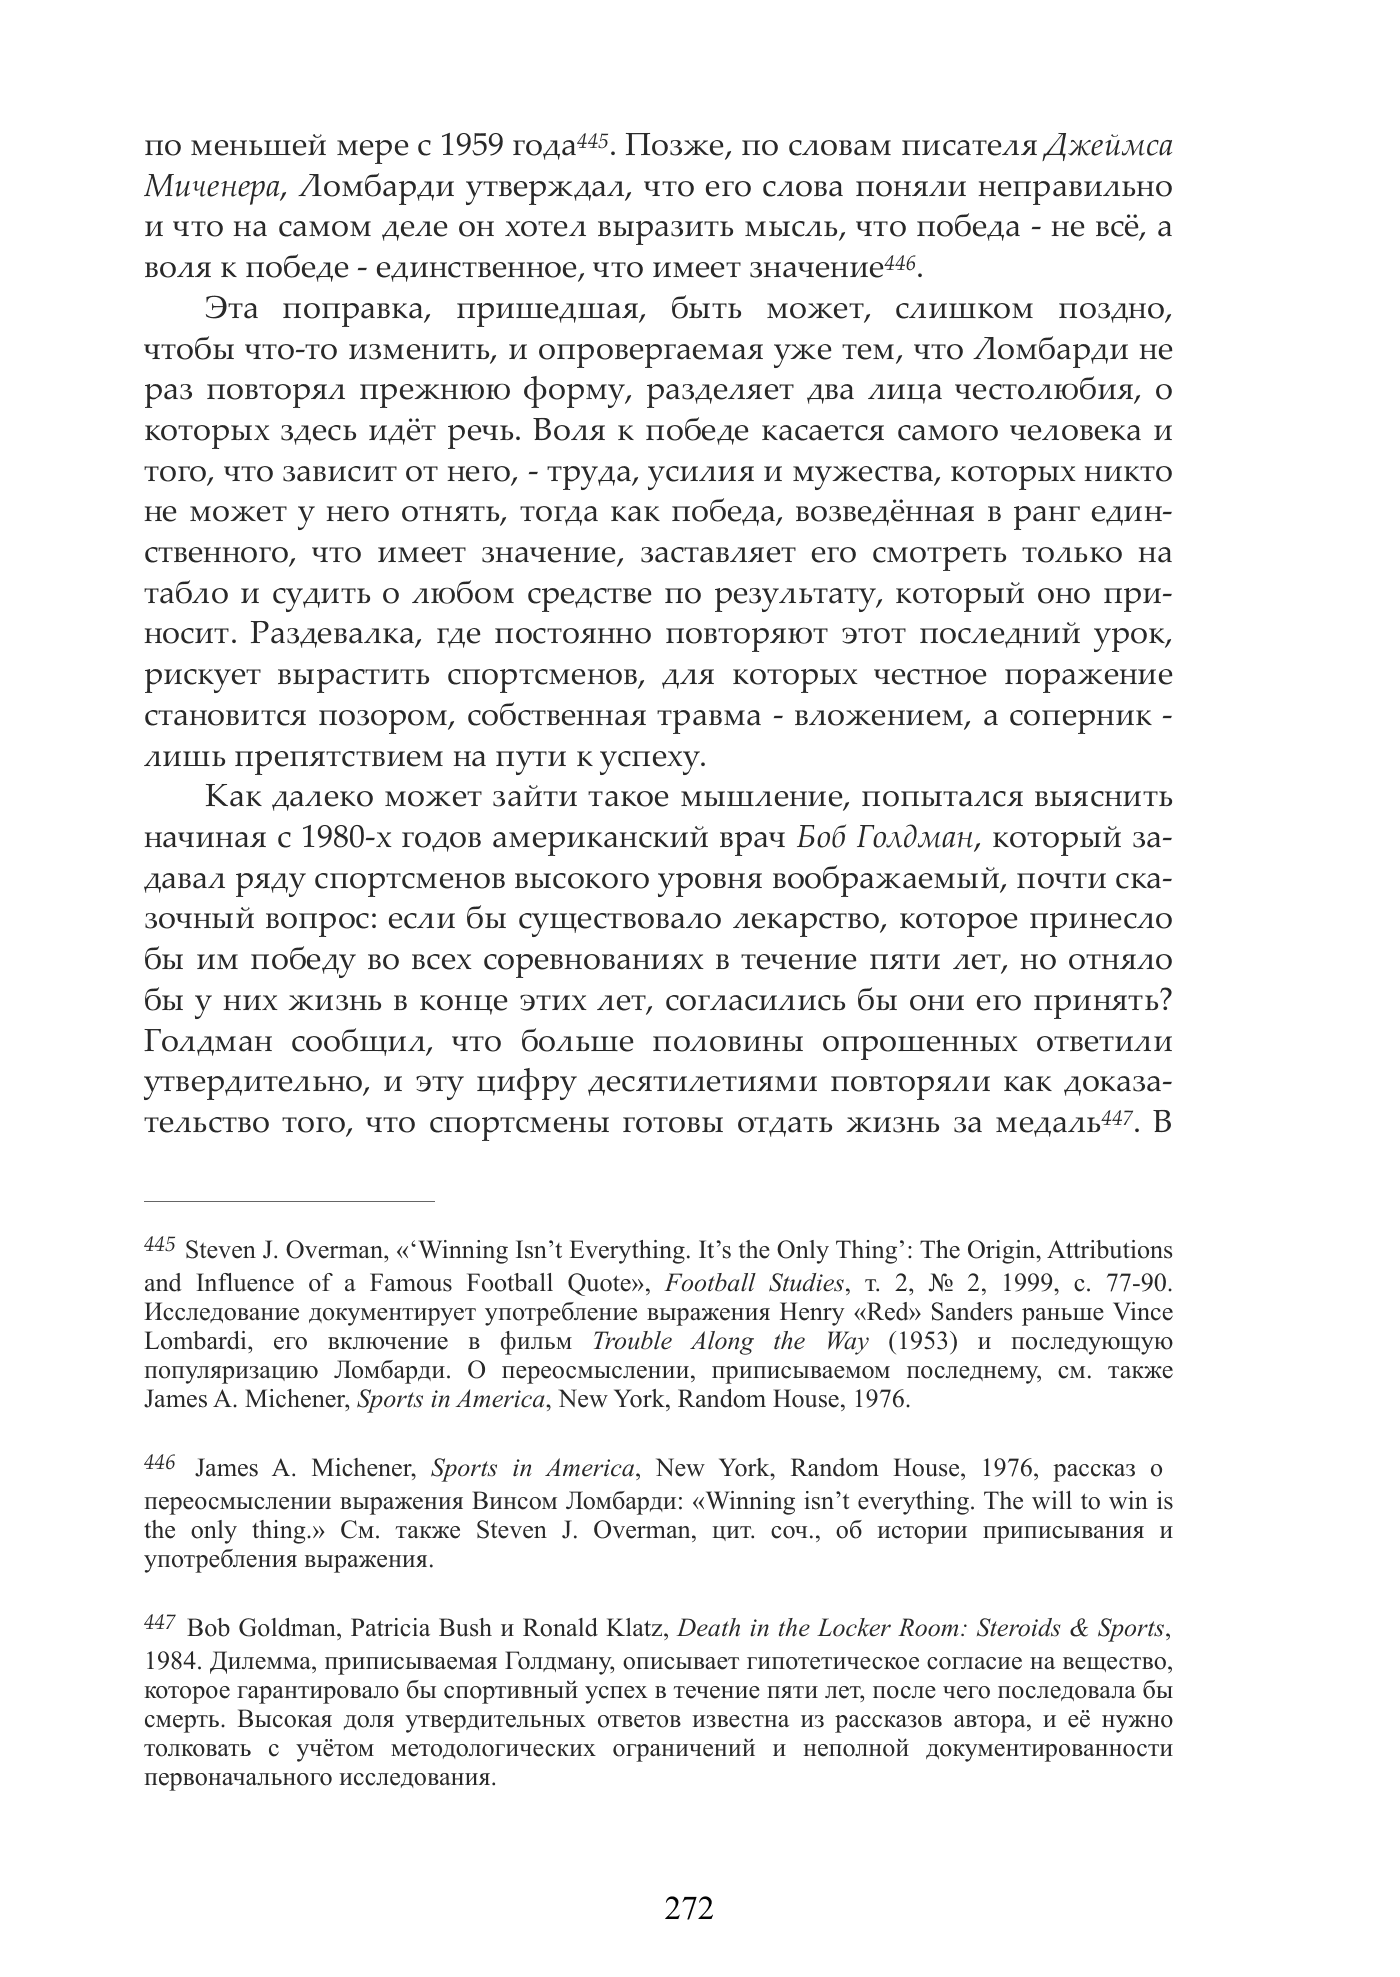 по меньшей мере с 1959 года445. Позже, по словам писателя Джеймса
Миченера, Ломбарди утверждал, что его слова поняли неправильно
и что на самом деле он хотел выразить мысль, что победа - не всё, а
воля к победе - единственное, что имеет значение446.
Эта поправка, пришедшая, быть может, слишком поздно,
чтобы что-то изменить, и опровергаемая уже тем, что Ломбарди не
раз повторял прежнюю форму, разделяет два лица честолюбия, о
которых здесь идёт речь. Воля к победе касается самого человека и
того, что зависит от него, - труда, усилия и мужества, которых никто
не может у него отнять, тогда как победа, возведённая в ранг един-
ственного, что имеет значение, заставляет его смотреть только на
табло и судить о любом средстве по результату, который оно при-
носит. Раздевалка, где постоянно повторяют этот последний урок,
рискует вырастить спортсменов, для которых честное поражение
становится позором, собственная травма - вложением, а соперник -
лишь препятствием на пути к успеху.
Как далеко может зайти такое мышление, попытался выяснить
начиная с 1980-х годов американский врач Боб Голдман, который за-
давал ряду спортсменов высокого уровня воображаемый, почти ска-
зочный вопрос: если бы существовало лекарство, которое принесло
бы им победу во всех соревнованиях в течение пяти лет, но отняло
бы у них жизнь в конце этих лет, согласились бы они его принять?
Голдман сообщил, что больше половины опрошенных ответили
утвердительно, и эту цифру десятилетиями повторяли как доказа-
тельство того, что спортсмены готовы отдать жизнь за медаль447. В
445 Steven J. Overman, «‘Winning Isn’t Everything. It’s the Only Thing’: The Origin, Attributions
and Influence of a Famous Football Quote», Football Studies, т. 2, № 2, 1999, с. 77-90.
Исследование документирует употребление выражения Henry «Red» Sanders раньше Vince
Lombardi, его включение в фильм Trouble Along the Way (1953) и последующую
популяризацию Ломбарди. О переосмыслении, приписываемом последнему, см. также
James A. Michener, Sports in America, New York, Random House, 1976.
446 James A. Michener, Sports in America, New York, Random House, 1976, рассказ о
переосмыслении выражения Винсом Ломбарди: «Winning isn’t everything. The will to win is
the only thing.» См. также Steven J. Overman, цит. соч., об истории приписывания и
употребления выражения.
447 Bob Goldman, Patricia Bush и Ronald Klatz, Death in the Locker Room: Steroids & Sports,
1984. Дилемма, приписываемая Голдману, описывает гипотетическое согласие на вещество,
которое гарантировало бы спортивный успех в течение пяти лет, после чего последовала бы
смерть. Высокая доля утвердительных ответов известна из рассказов автора, и её нужно
толковать с учётом методологических ограничений и неполной документированности
первоначального исследования.
272